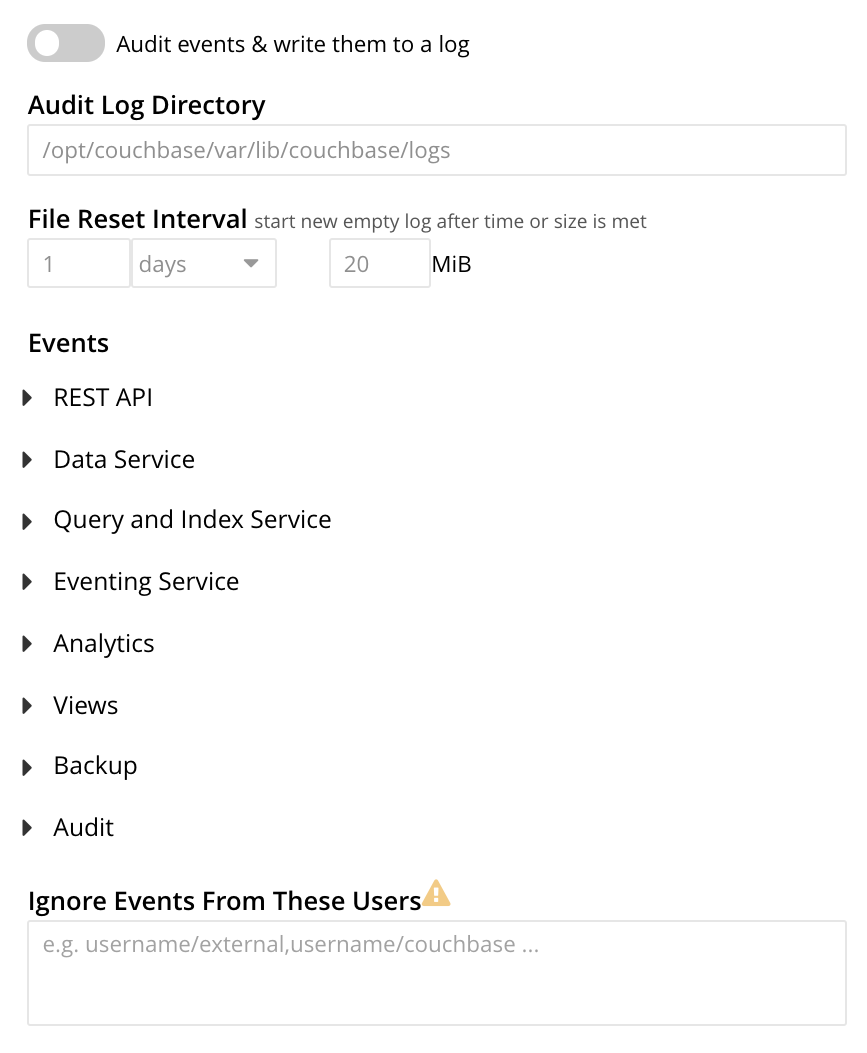 Audit events & write them to a log
Audit Log Directory
/opt/couchbase/var/lib/couchbase/logs
File Reset Interval start new empty log after time or size is met
1 days 20 MiB
Events
REST API
Data Service
Query and Index Service
Eventing Service
Analytics
Views
Backup
Audit
Ignore Events From These Users
e.g. username/external,username/couchbase ...